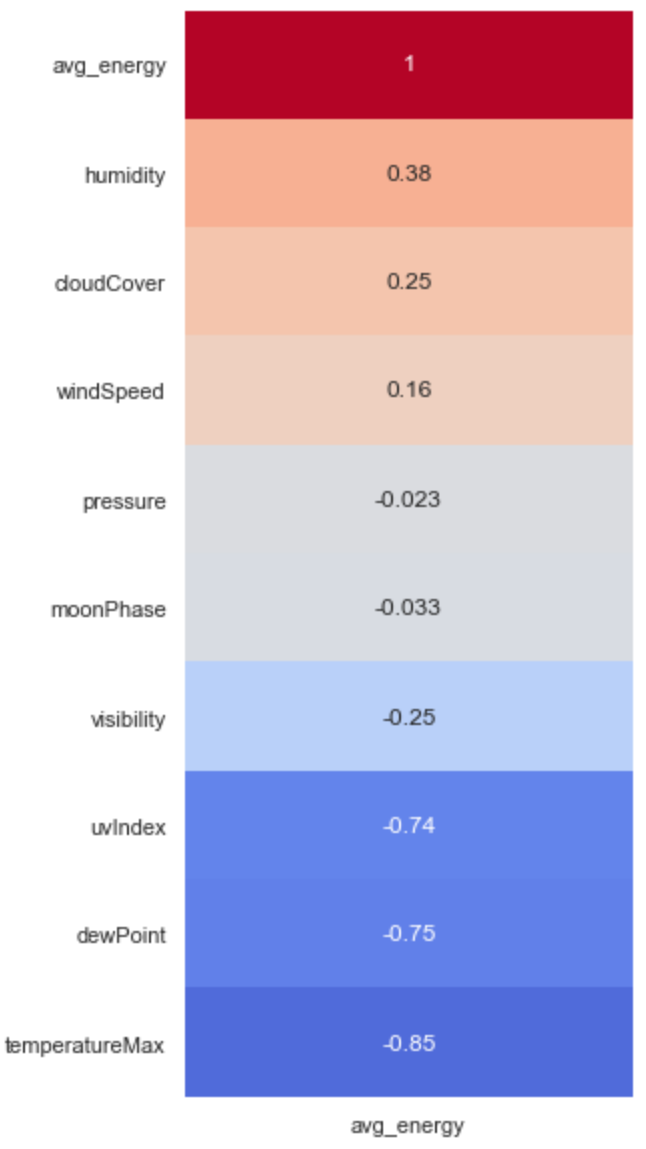 avg_energy 1
humidity 0.38
cloudCover 0.25
windSpeed 0.16
pressure -0.023
moonPhase -0.033
visibility -0.25
uvIndex -0.74
dewPoint -0.75
temperatureMax -0.85
avg_energy